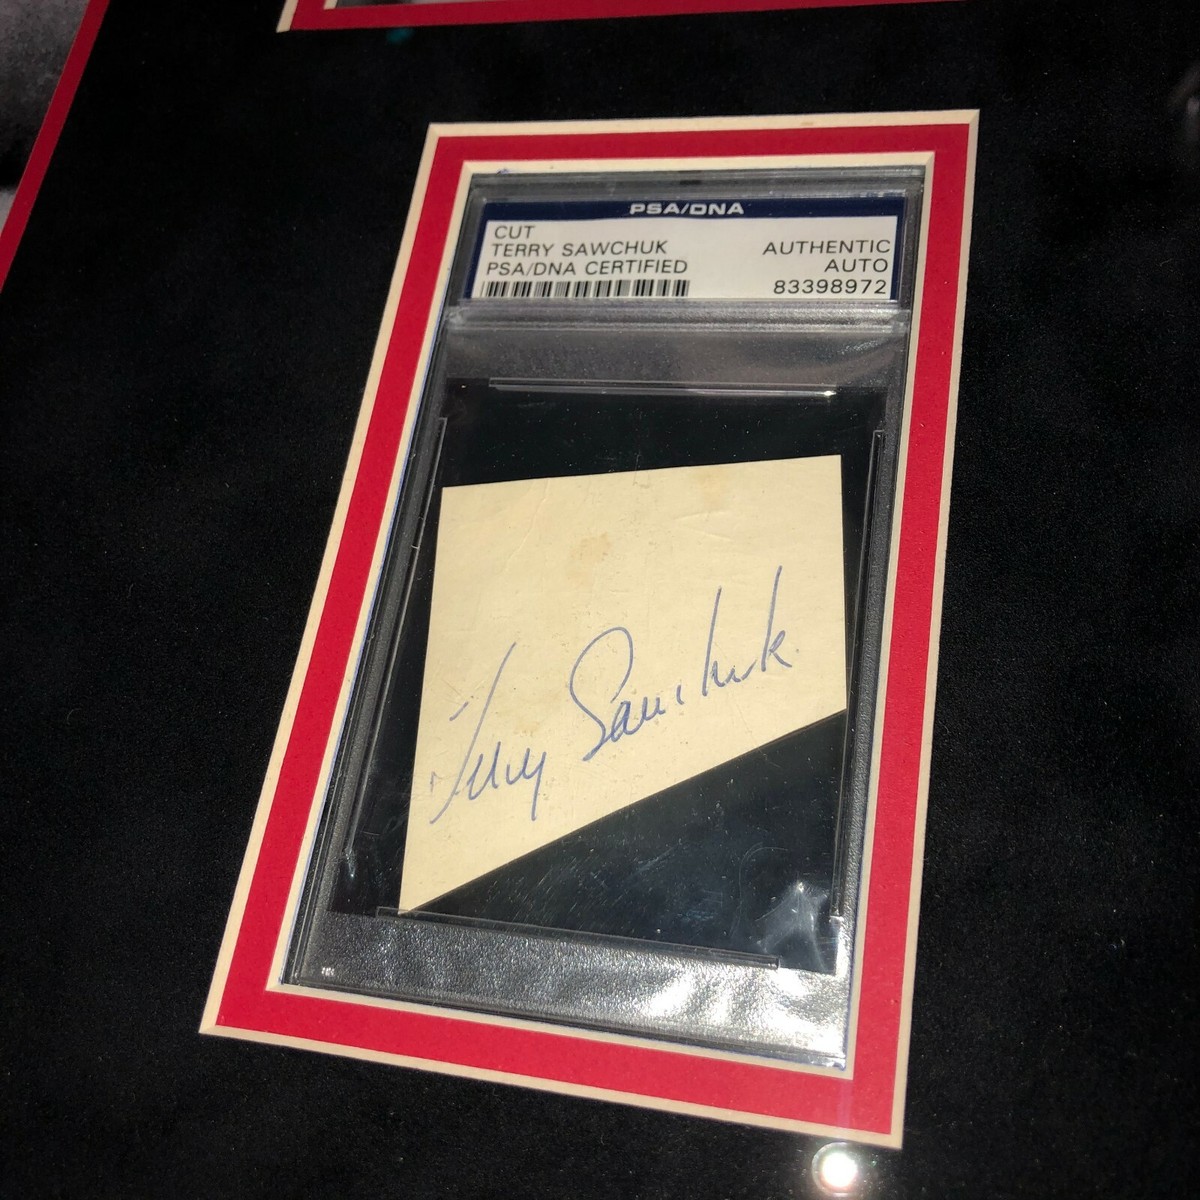 PSA/DNA
CUT
TERRY SAWCHUK
PSA/DNA CERTIFIED
AUTHENTIC
AUTO
83398972
Terry Sawchuk